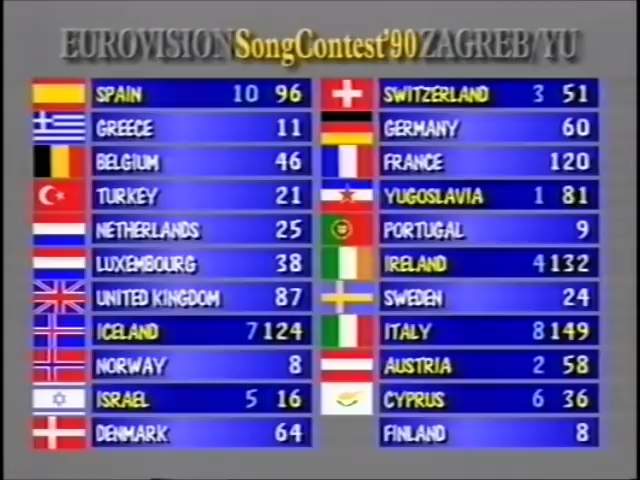 EUROVISION SongContest'90 ZAGREB/YU
SPAIN 10 96
GREECE 11
BELGIUM 46
TURKEY 21
NETHERLANDS 25
LUXEMBOURG 38
UNITED KINGDOM 87
ICELAND 7 124
NORWAY 8
ISRAEL 5 16
DENMARK 64
SWITZERLAND 3 51
GERMANY 60
FRANCE 120
YUGOSLAVIA 1 81
PORTUGAL 9
IRELAND 4 132
SWEDEN 24
ITALY 8 149
AUSTRIA 2 58
CYPRUS 6 36
FINLAND 8